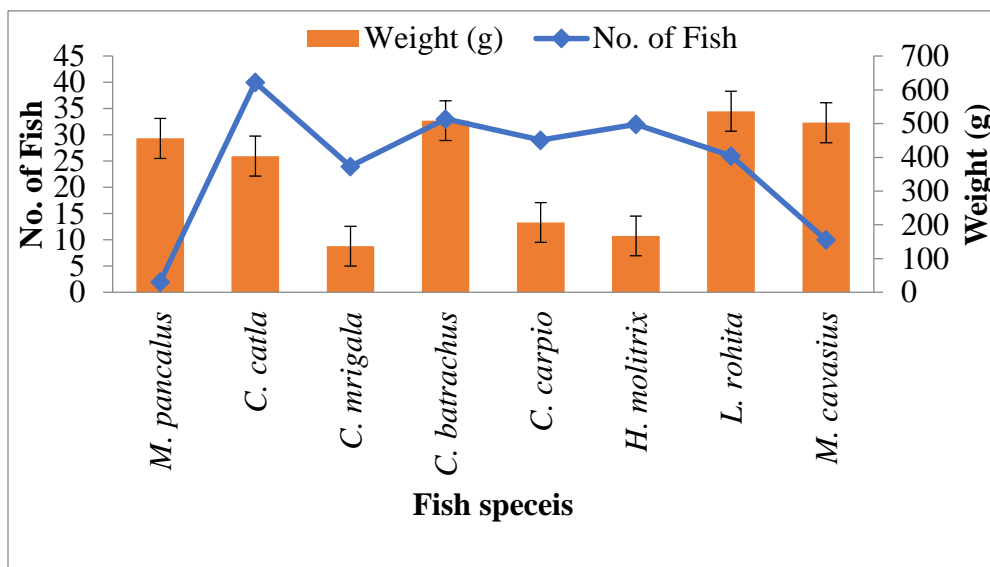 Weight (g) No. of Fish
No. of Fish
45
40
35
30
25
20
15
10
5
0
Weight (g)
700
600
500
400
300
200
100
0
M. pancalus
C. catla
C. mrigala
C. batrachus
C. carpio
H. molitrix
L. rohita
M. cavasius
Fish speceis